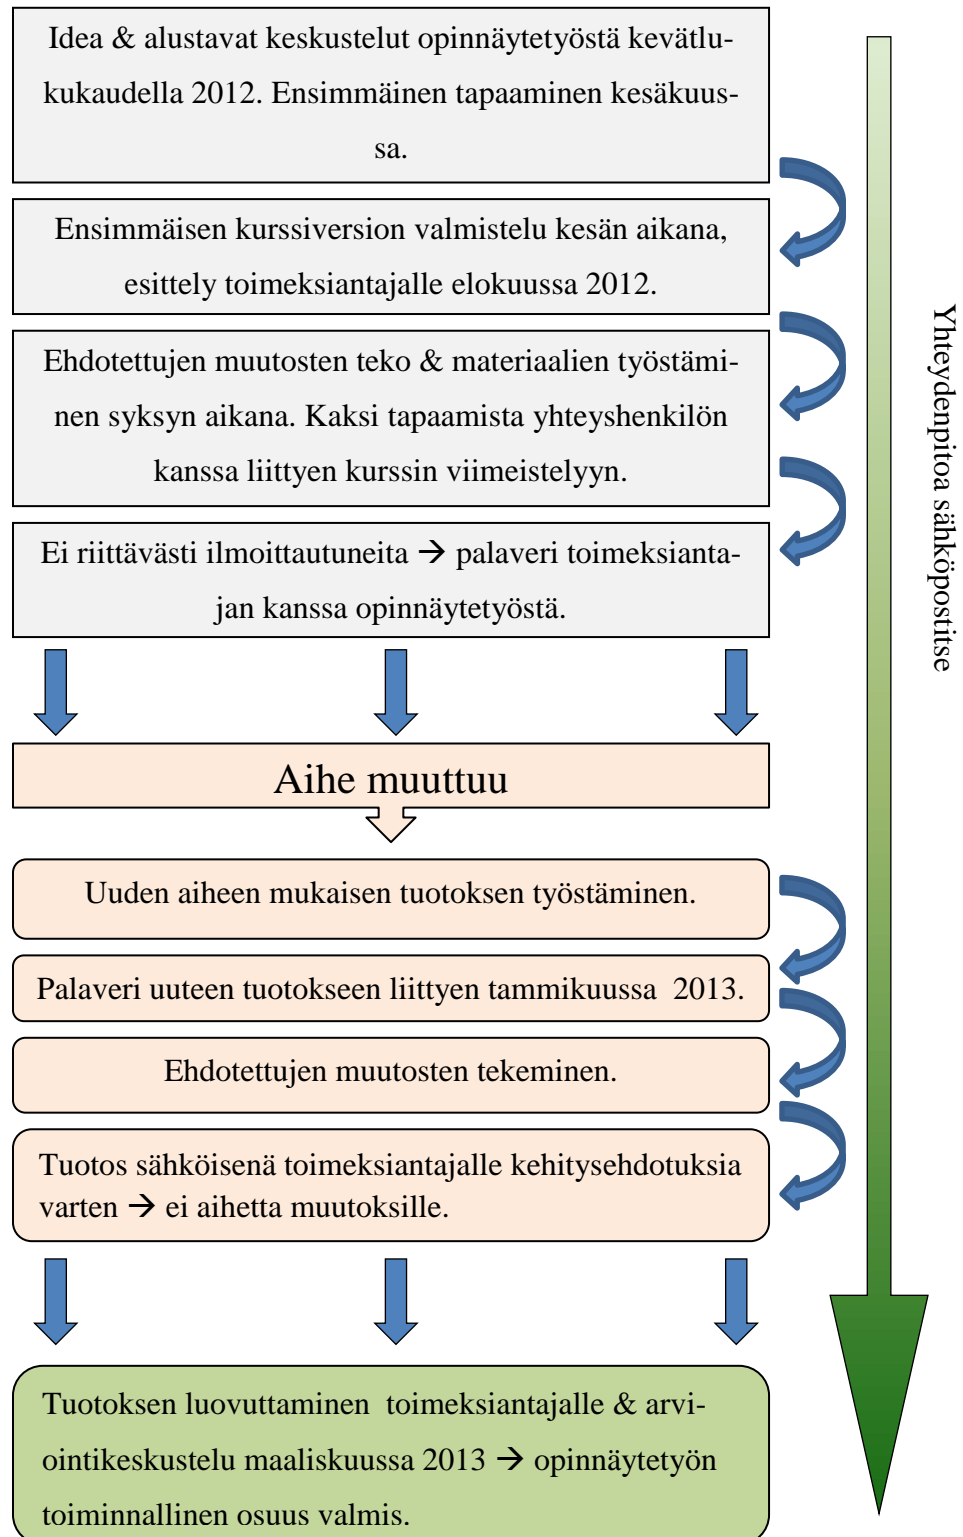 Idea & alustavat keskustelut opinnäytetyöstä kevätlu-
kukaudella 2012. Ensimmäinen tapaaminen kesäkuus-
sa.
Ensimmäisen kurssiversion valmistelu kesän aikana,
esittely toimeksiantajalle elokuussa 2012.
Ehdotettujen muutosten teko & materiaalien työstämi-
nen syksyn aikana. Kaksi tapaamista yhteyshenkilön
kanssa liittyen kurssin viimeistelyyn.
Ei riittävästi ilmoittautuneita → palaveri toimeksianta-
jan kanssa opinnäytetyöstä.
Aihe muuttuu
Uuden aiheen mukaisen tuotoksen työstäminen.
Palaveri uuteen tuotokseen liittyen tammikuussa  2013.
Ehdotettujen muutosten tekeminen.
Tuotos sähköisenä toimeksiantajalle kehitysehdotuksia
varten → ei aihetta muutoksille.
Tuotoksen luovuttaminen  toimeksiantajalle & arvi-
ointikeskustelu maaliskuussa 2013 → opinnäytetyön
toiminnallinen osuus valmis.
Yhteydenpitoa sähköpostitse